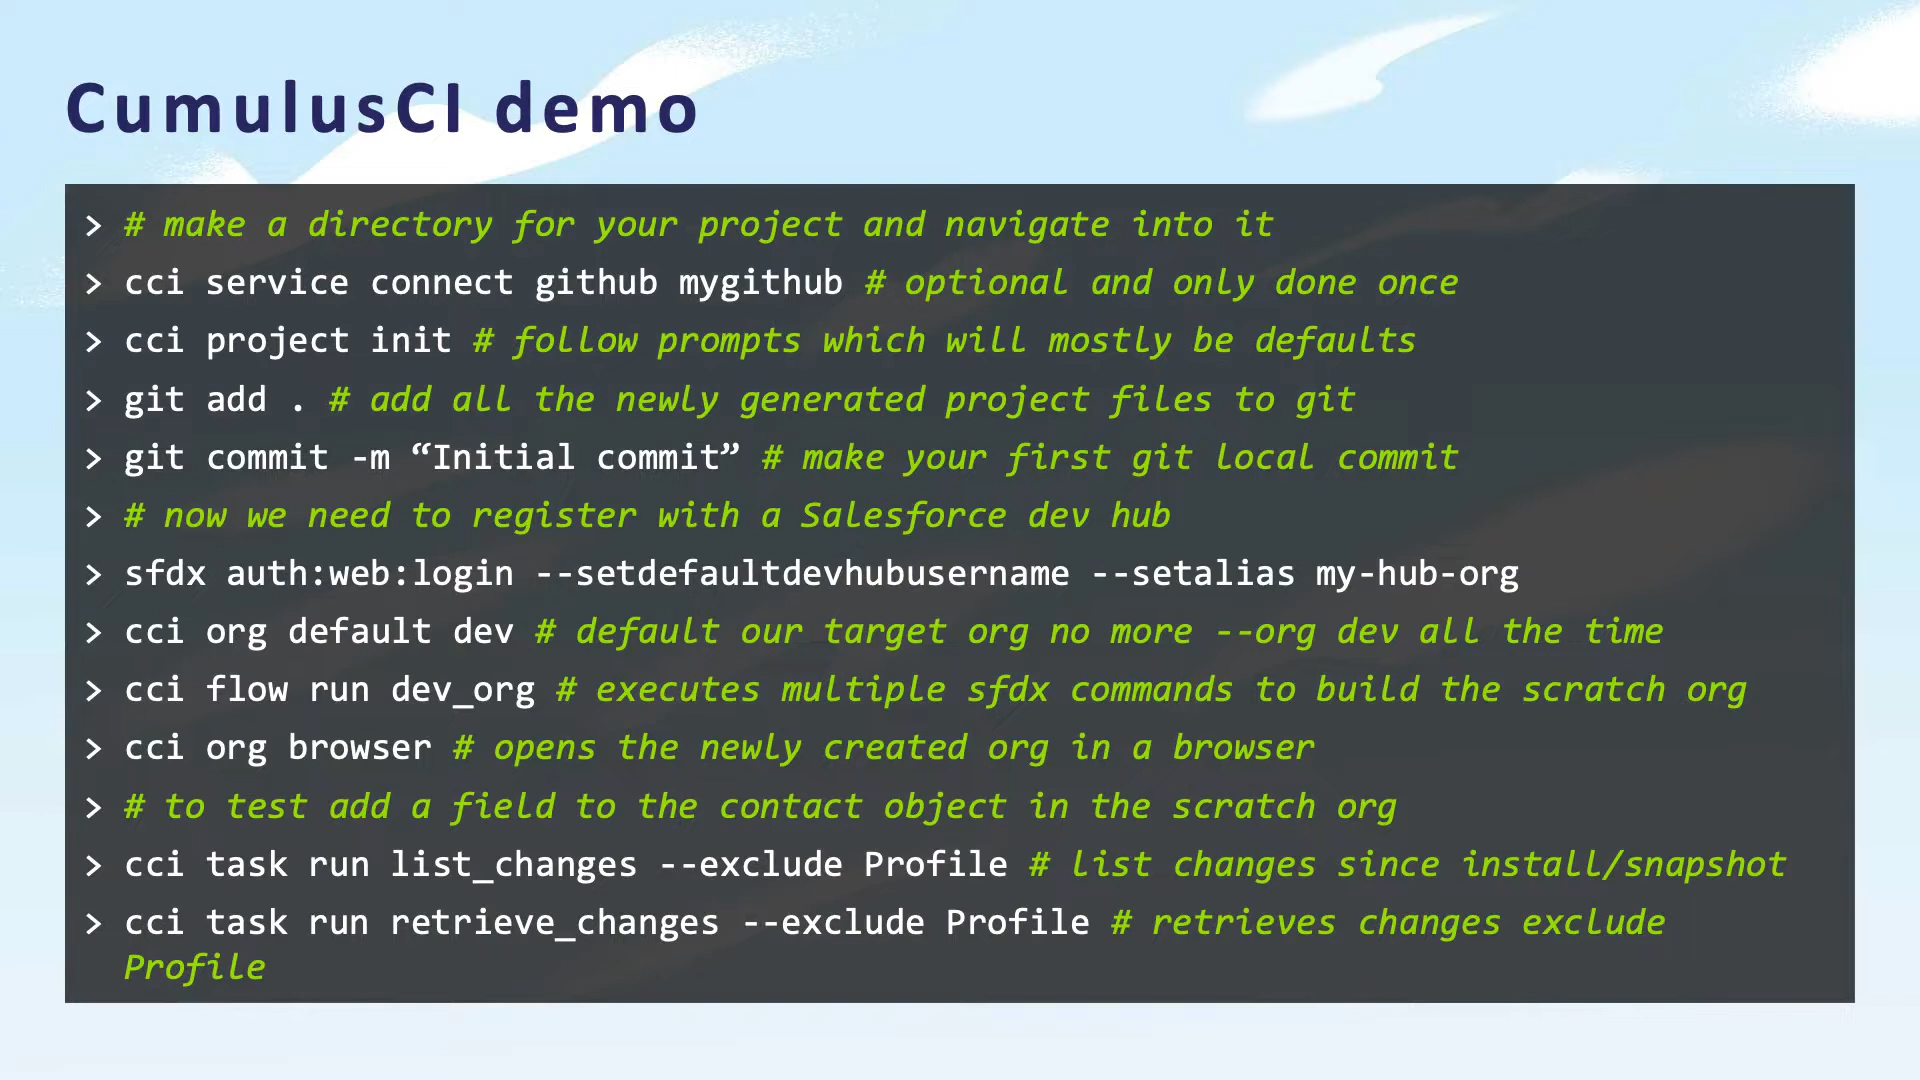 CumulusCI demo
> # make a directory for your project and navigate into it
> cci service connect github mygithub # optional and only done once
> cci project init # follow prompts which will mostly be defaults
> git add . # add all the newly generated project files to git
> git commit -m “Initial commit” # make your first git local commit
> # now we need to register with a Salesforce dev hub
> sfdx auth:web:login --setdefaultdevhubusername --setalias my-hub-org
> cci org default dev # default our target org no more --org dev all the time
> cci flow run dev_org # executes multiple sfdx commands to build the scratch org
> cci org browser # opens the newly created org in a browser
> # to test add a field to the contact object in the scratch org
> cci task run list_changes --exclude Profile # list changes since install/snapshot
> cci task run retrieve_changes --exclude Profile # retrieves changes exclude
Profile